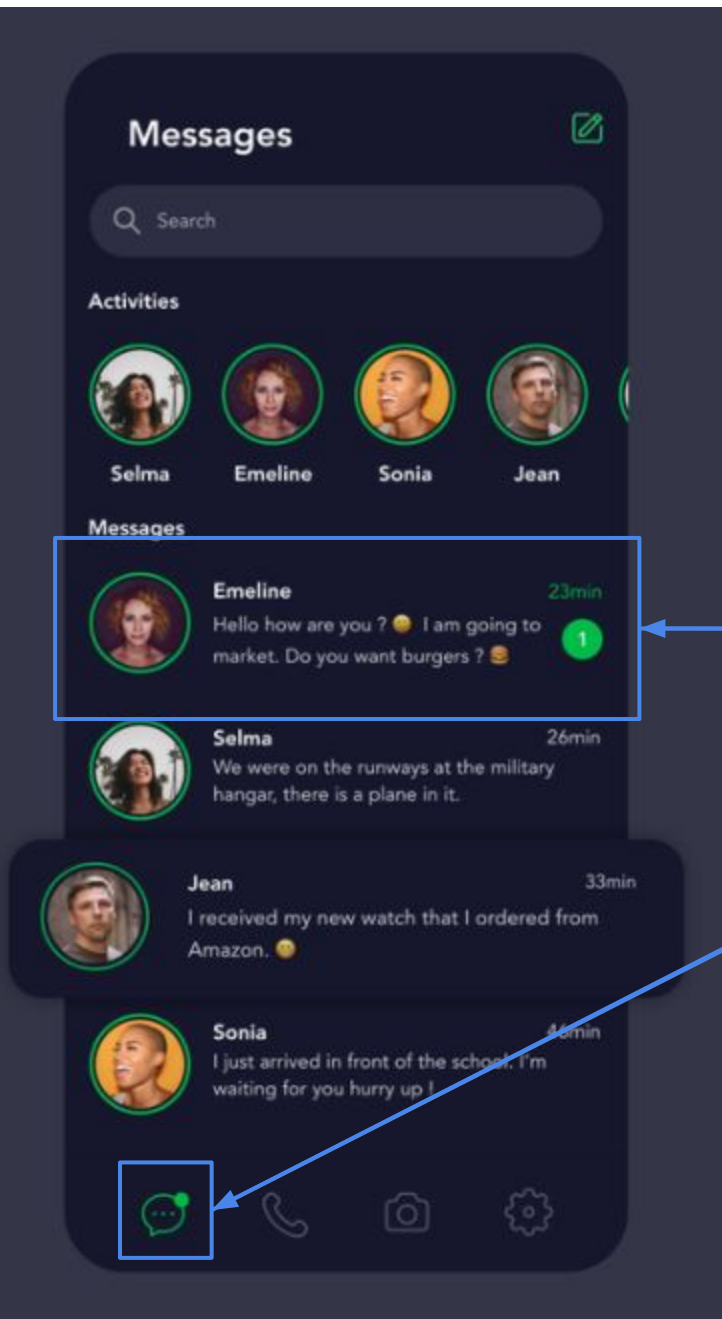 Messages
Search
Activities
Selma Emeline Sonia Jean
Messages
Emeline 23min
Hello how are you ? 😀 I am going to
market. Do you want burgers ? 🍔 1
Selma 26min
We were on the runways at the military
hangar, there is a plane in it.
Jean 33min
I received my new watch that I ordered from
Amazon. 😀
Sonia 46min
I just arrived in front of the school. I'm
waiting for you hurry up !